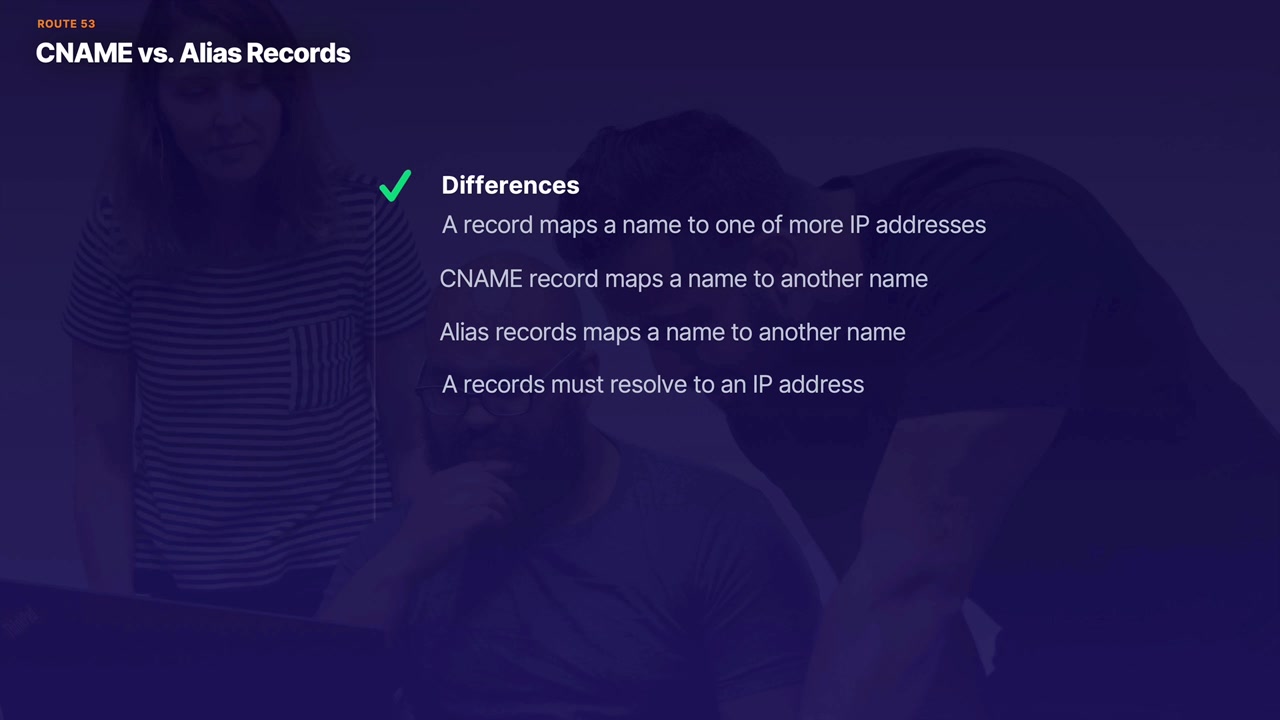 ROUTE 53
CNAME vs. Alias Records
Differences
A record maps a name to one of more IP addresses
CNAME record maps a name to another name
Alias records maps a name to another name
A records must resolve to an IP address